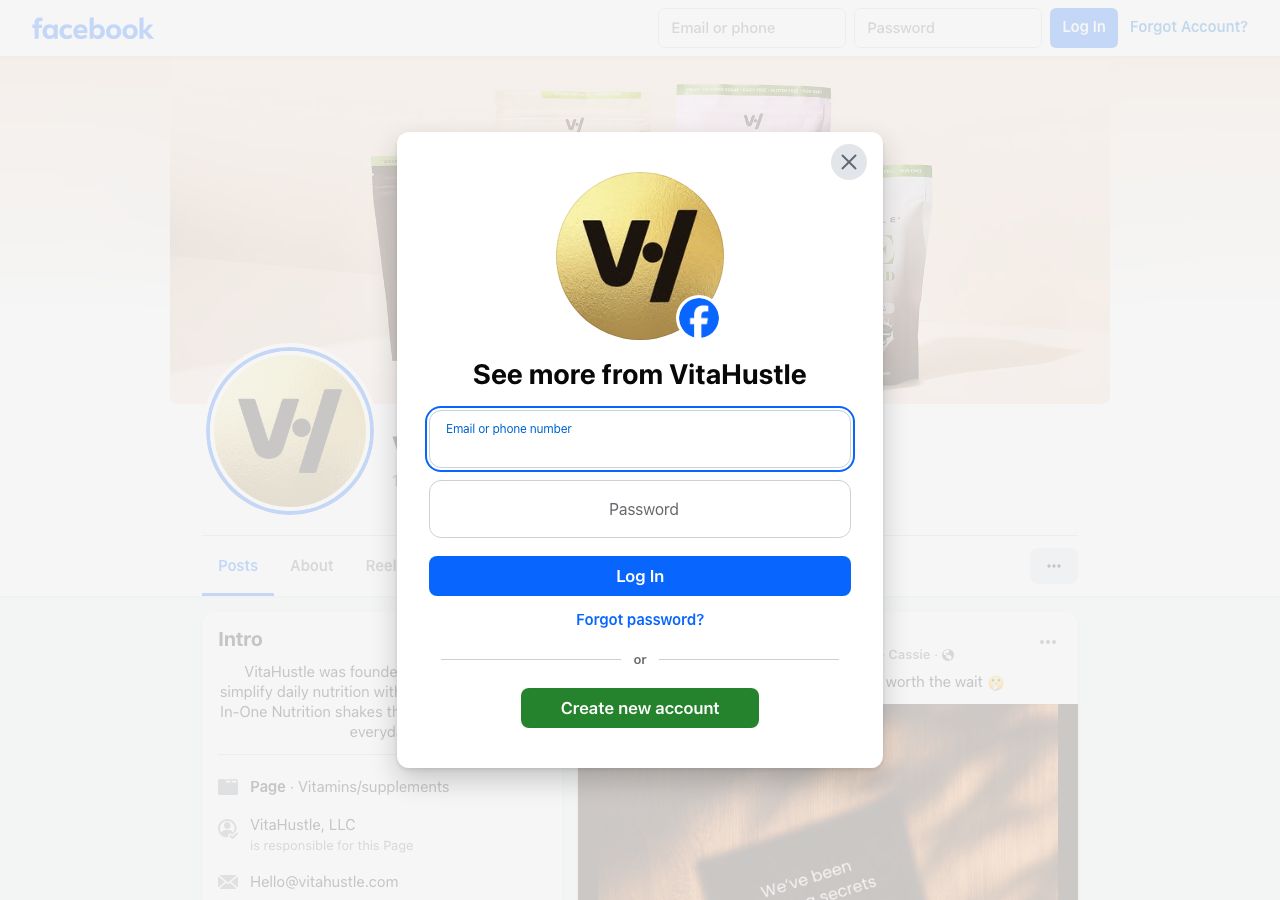 facebook
Email or phone
Password
Log In
Forgot Account?
See more from VitaHustle
Email or phone number
Password
Log In
Forgot password?
or
Create new account
Posts
About
Reel
Intro
VitaHustle was founde
simplify daily nutrition with
In-One Nutrition shakes th
everyda
Page · Vitamins/supplements
VitaHustle, LLC
is responsible for this Page
Hello@vitahustle.com
Cassie ·
worth the wait 🤫
We've been
secrets